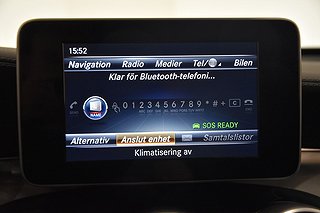 15:52
Navigation Radio Medier Tel/ Bilen
Klar för Bluetooth-telefoni...
NAME 0 1 2 3 4 5 6 7 8 9 * # + C
SOS READY
Alternativ Anslut enhet Samtalslistor
Klimatisering av